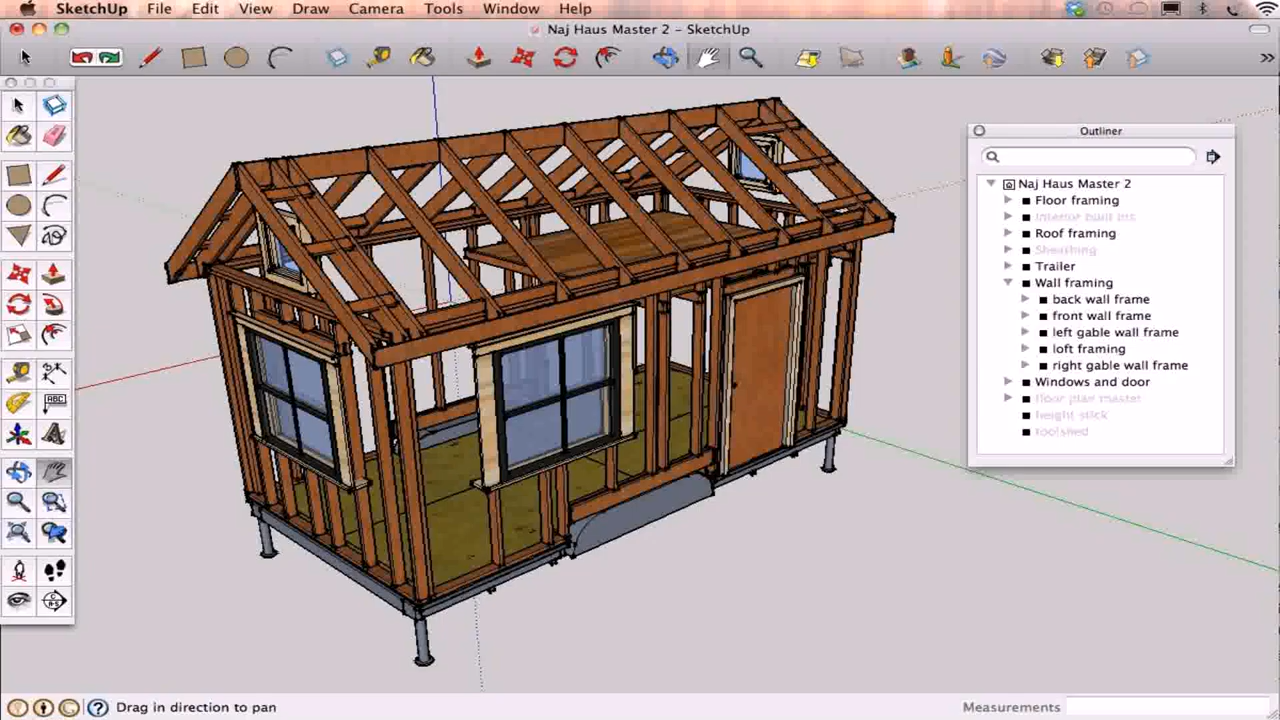 SketchUp File Edit View Draw Camera Tools Window Help
Naj Haus Master 2 – SketchUp
Outliner
Naj Haus Master 2
Floor framing
Interior built ins
Roof framing
Sheathing
Trailer
Wall framing
back wall frame
front wall frame
left gable wall frame
loft framing
right gable wall frame
Windows and door
floor plan master
height stick
toolshed
ABC
Drag in direction to pan
Measurements